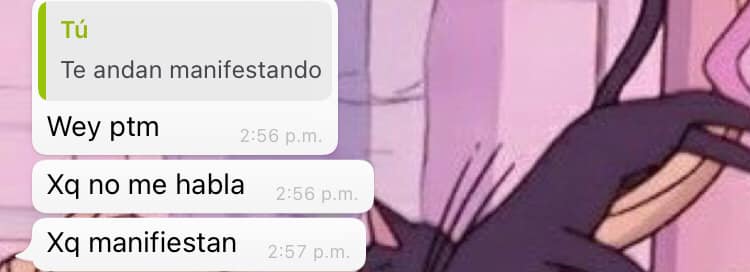 Tú
Te andan manifestando
Wey ptm
2:56 p.m.
Xq no me habla
2:56 p.m.
Xq manifiestan
2:57 p.m.